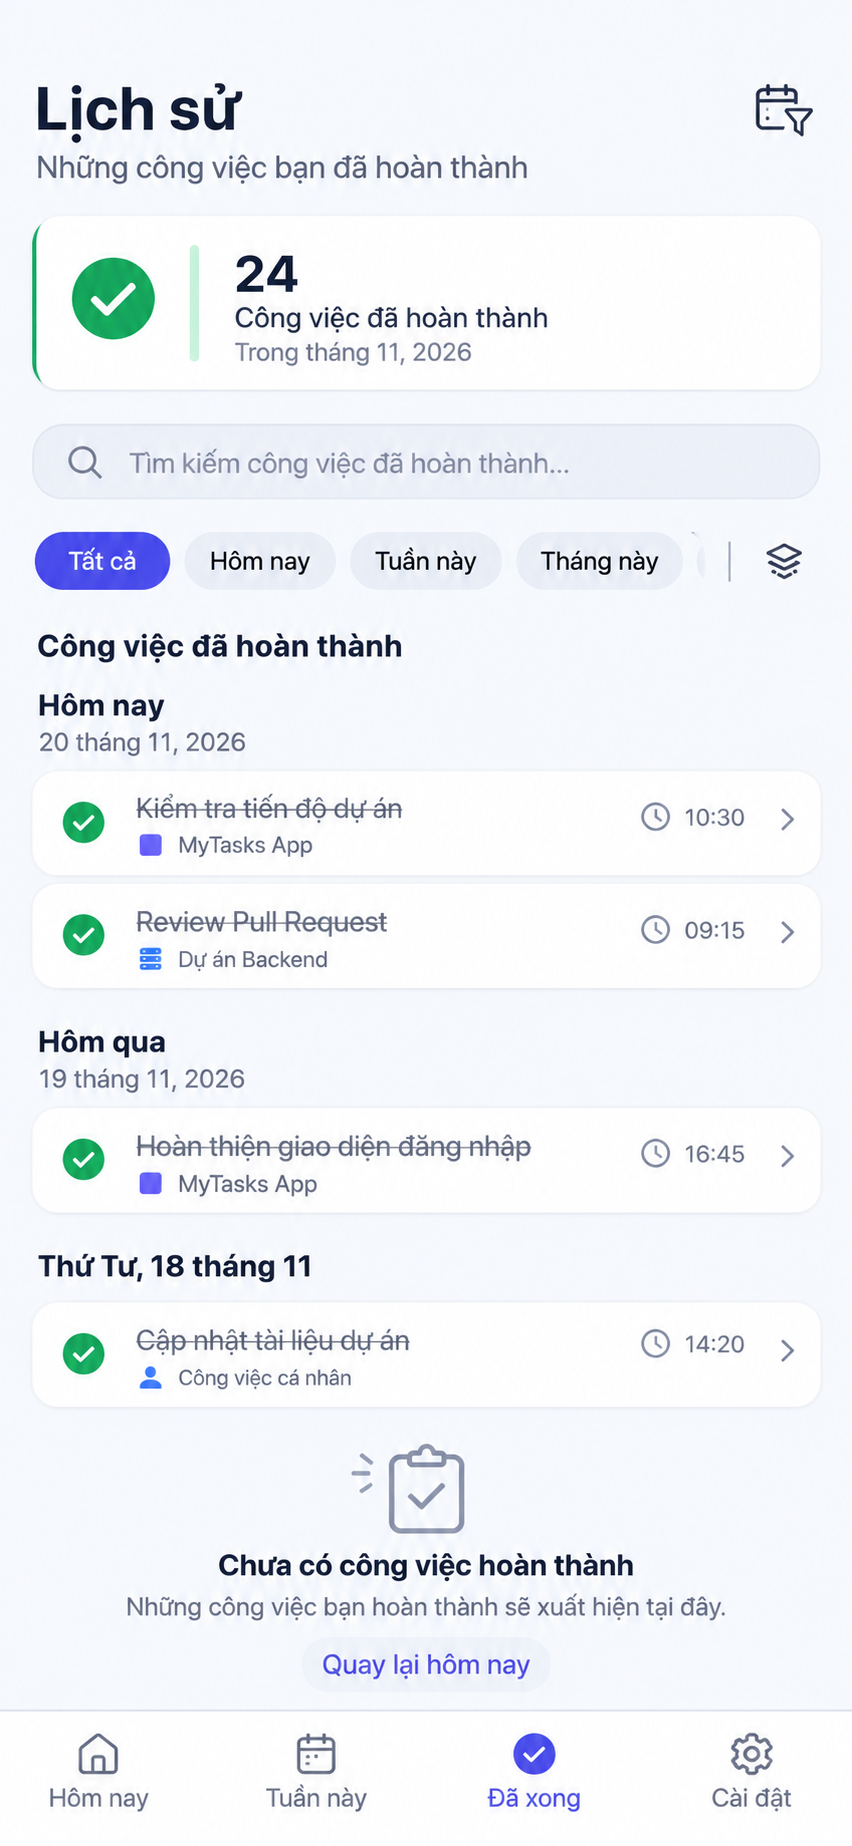 Lịch sử
Những công việc bạn đã hoàn thành
24
Công việc đã hoàn thành
Trong tháng 11, 2026
Tìm kiếm công việc đã hoàn thành...
Tất cả
Hôm nay
Tuần này
Tháng này
Công việc đã hoàn thành
Hôm nay
20 tháng 11, 2026
Kiểm tra tiến độ dự án
10:30
MyTasks App
Review Pull Request
09:15
Dự án Backend
Hôm qua
19 tháng 11, 2026
Hoàn thiện giao diện đăng nhập
16:45
MyTasks App
Thứ Tư, 18 tháng 11
Cập nhật tài liệu dự án
14:20
Công việc cá nhân
Chưa có công việc hoàn thành
Những công việc bạn hoàn thành sẽ xuất hiện tại đây.
Quay lại hôm nay
Hôm nay
Tuần này
Đã xong
Cài đặt